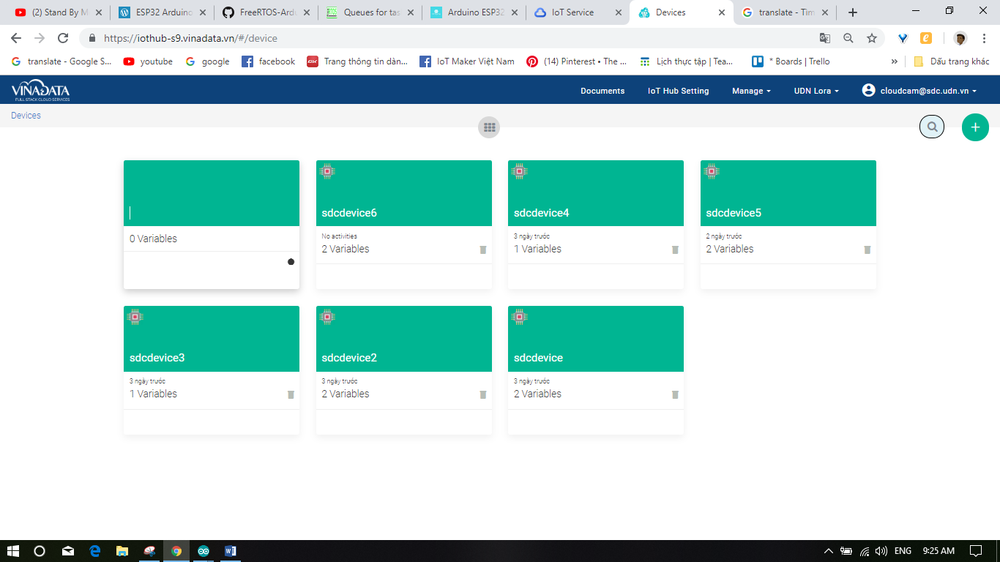 (2) Stand By M
ESP32 Arduino
FreeRTOS-Ard
Queues for tas
Arduino ESP32
IoT Service
Devices
translate - Tìm
https://iothub-s9.vinadata.vn/#/device
translate - Google S...
youtube
google
facebook
Trang thông tin dàn...
IoT Maker Việt Nam
(14) Pinterest • The ...
Lịch thực tập | Tea...
* Boards | Trello
»
Dấu trang khác
VINADATA
FULL STACK CLOUD SERVICES
Documents
IoT Hub Setting
Manage
UDN Lora
cloudcam@sdc.udn.vn
Devices
0 Variables
sdcdevice6
No activities
2 Variables
sdcdevice4
3 ngày trước
1 Variables
sdcdevice5
2 ngày trước
2 Variables
sdcdevice3
3 ngày trước
1 Variables
sdcdevice2
3 ngày trước
2 Variables
sdcdevice
3 ngày trước
2 Variables
ENG
9:25 AM